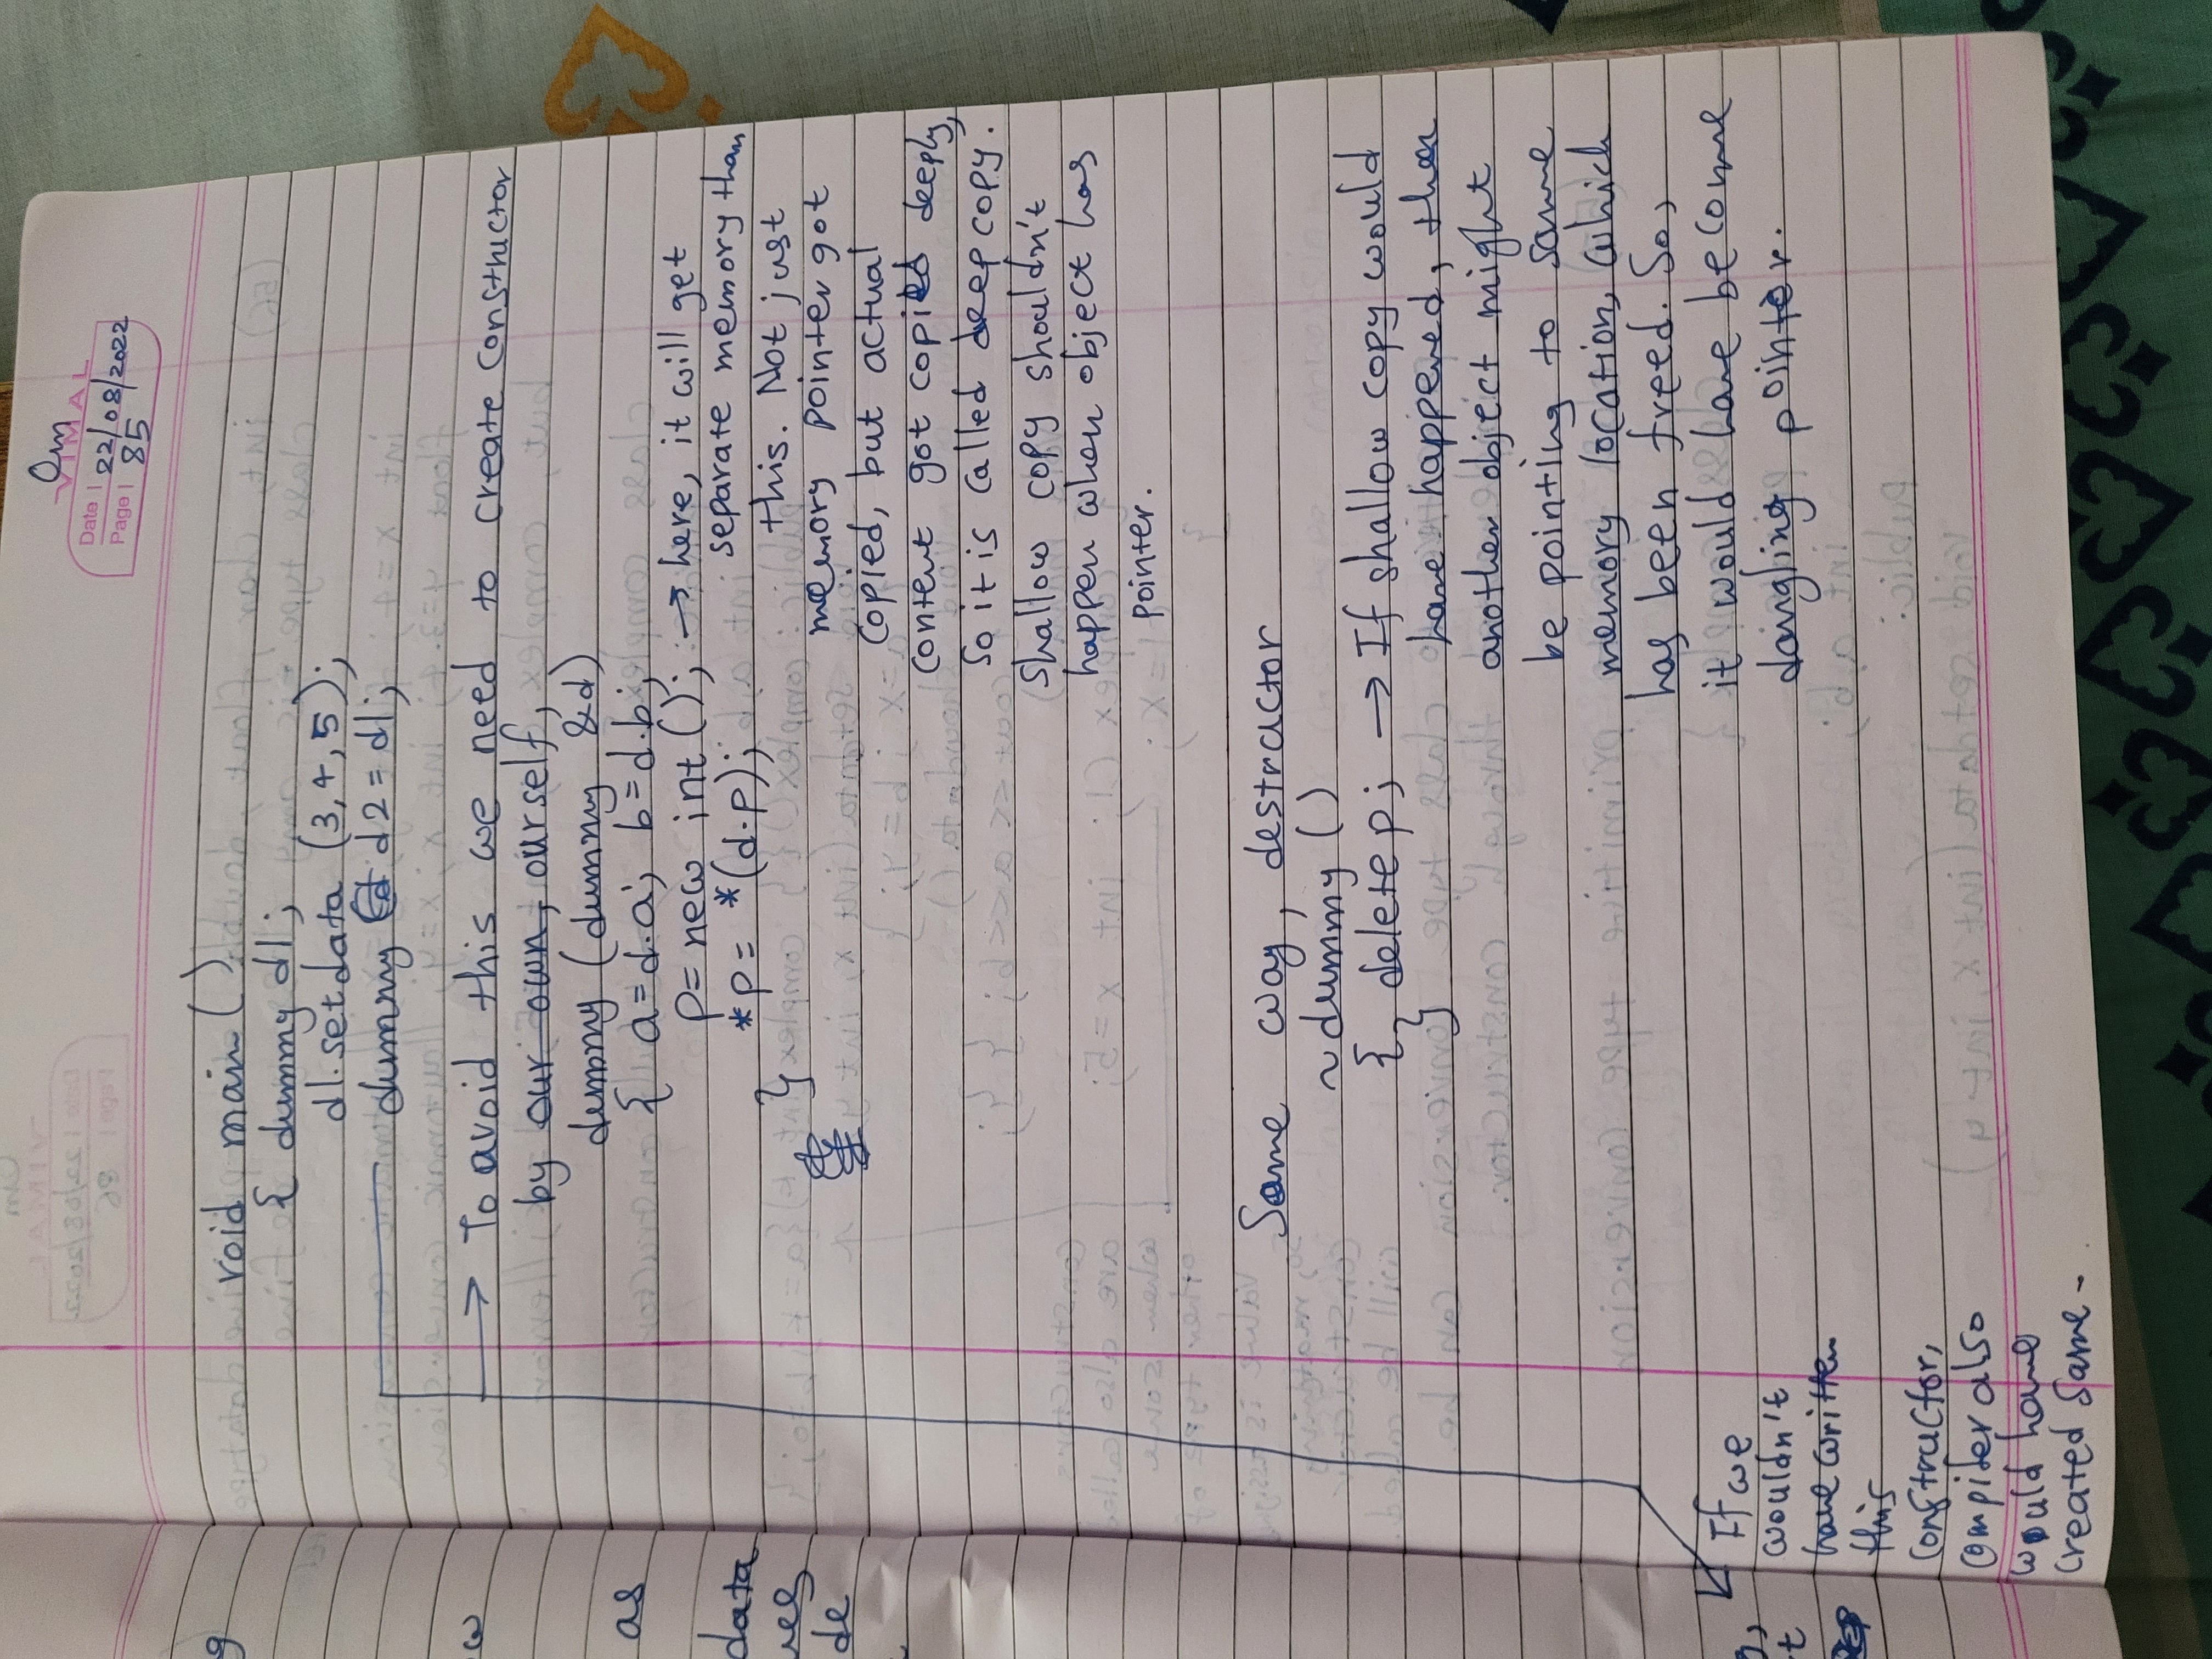 Om
VIMAL
Date | 22/08/2022
Page | 85
void main ()
{ dummy d1;
d1.setdata (3,4,5);
dummy d2 = d1;
→ To avoid this we need to create constructor
by our own, ourself,
dummy (dummy &d)
{ a=d.a; b=d.b;
p= new int(); → here, it will get
*p= *(d.p); separate memory than
} this. Not just
memory pointer got
copied, but actual
content got copied deeply,
so it is called deep copy.
shallow copy shouldn't
happen when object has
pointer.
Same way, destructor
~dummy ()
{ delete p; → If shallow copy would
} have happened, then
another object might
be pointing to same
memory location, which
has been freed. So,
it would have become
dangling pointer.
If we
wouldn't
have written
this
constructor,
compiler also
would have
created same.
g
w
as
data
ues
de
t